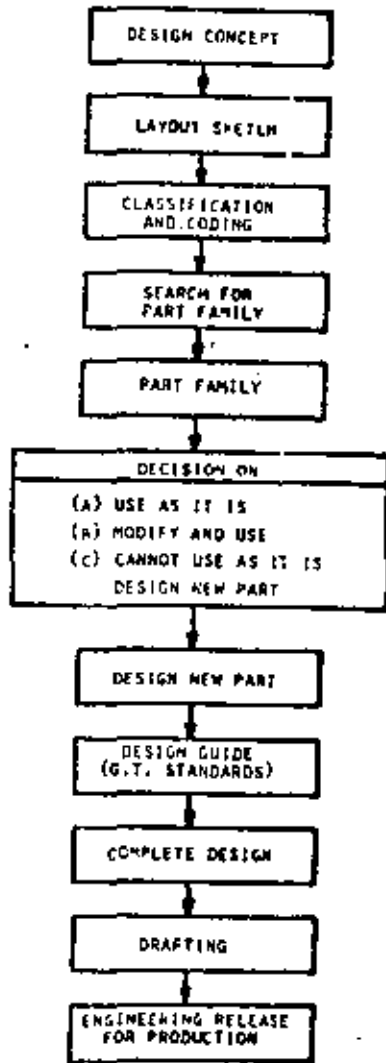 DESIGN CONCEPT
LAYOUT SKETCH
CLASSIFICATION
AND CODING
SEARCH FOR
PART FAMILY
PART FAMILY
DECISION ON
(A) USE AS IT IS
(B) MODIFY AND USE
(C) CANNOT USE AS IT IS
DESIGN NEW PART
DESIGN NEW PART
DESIGN GUIDE
(G.T. STANDARDS)
COMPLETE DESIGN
DRAFTING
ENGINEERING RELEASE
FOR PRODUCTION